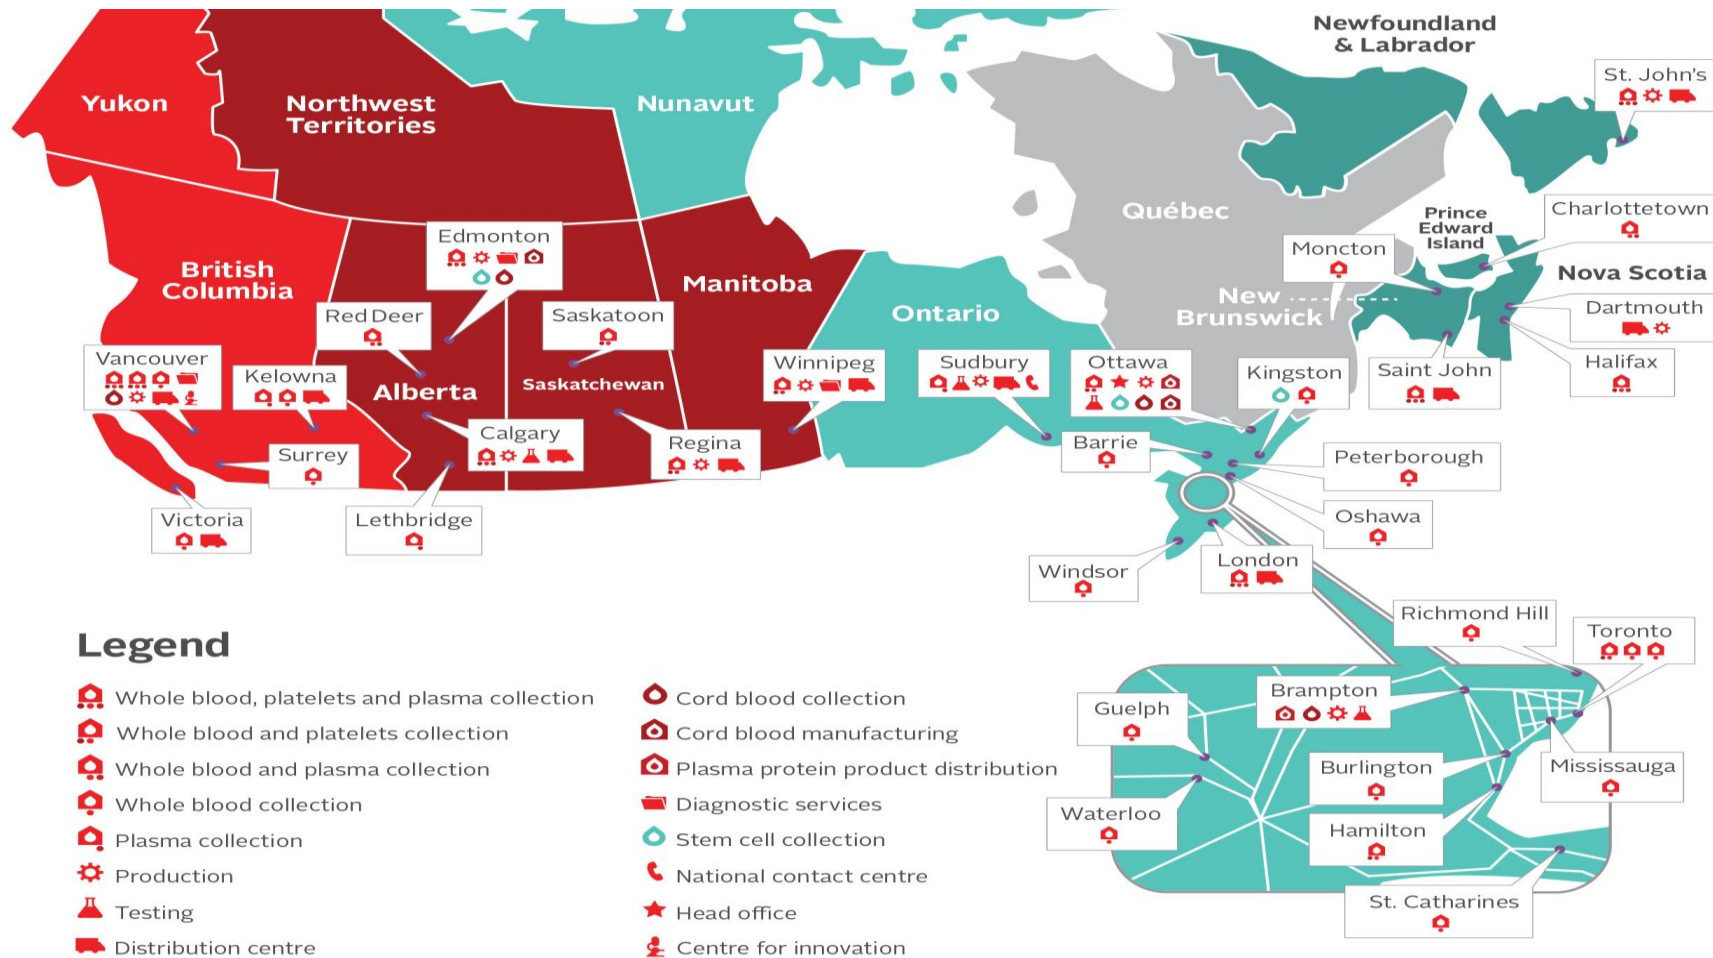 Newfoundland
& Labrador
St. John's
Yukon
Northwest
Territories
Nunavut
Québec
Prince
Edward
Island
Charlottetown
Moncton
Nova Scotia
Edmonton
British
Columbia
Manitoba
New
Brunswick
Dartmouth
Red Deer
Saskatoon
Ontario
Vancouver
Kelowna
Alberta
Saskatchewan
Winnipeg
Sudbury
Ottawa
Kingston
Saint John
Halifax
Surrey
Calgary
Regina
Barrie
Peterborough
Victoria
Lethbridge
Oshawa
Windsor
London
Richmond Hill
Toronto
Guelph
Brampton
Burlington
Mississauga
Waterloo
Hamilton
St. Catharines
Legend
Whole blood, platelets and plasma collection
Whole blood and platelets collection
Whole blood and plasma collection
Whole blood collection
Plasma collection
Production
Testing
Distribution centre
Cord blood collection
Cord blood manufacturing
Plasma protein product distribution
Diagnostic services
Stem cell collection
National contact centre
Head office
Centre for innovation